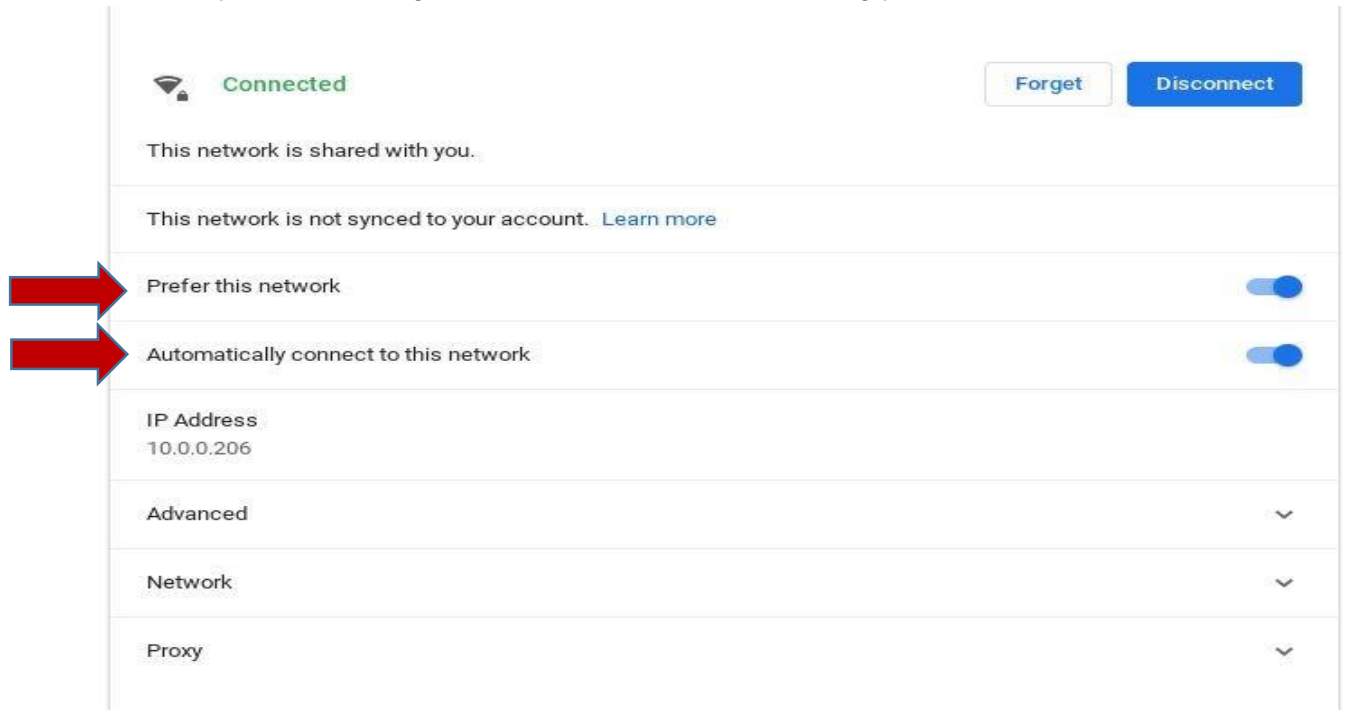 Connected
Forget
Disconnect
This network is shared with you.
This network is not synced to your account. Learn more
Prefer this network
Automatically connect to this network
IP Address
10.0.0.206
Advanced
Network
Proxy